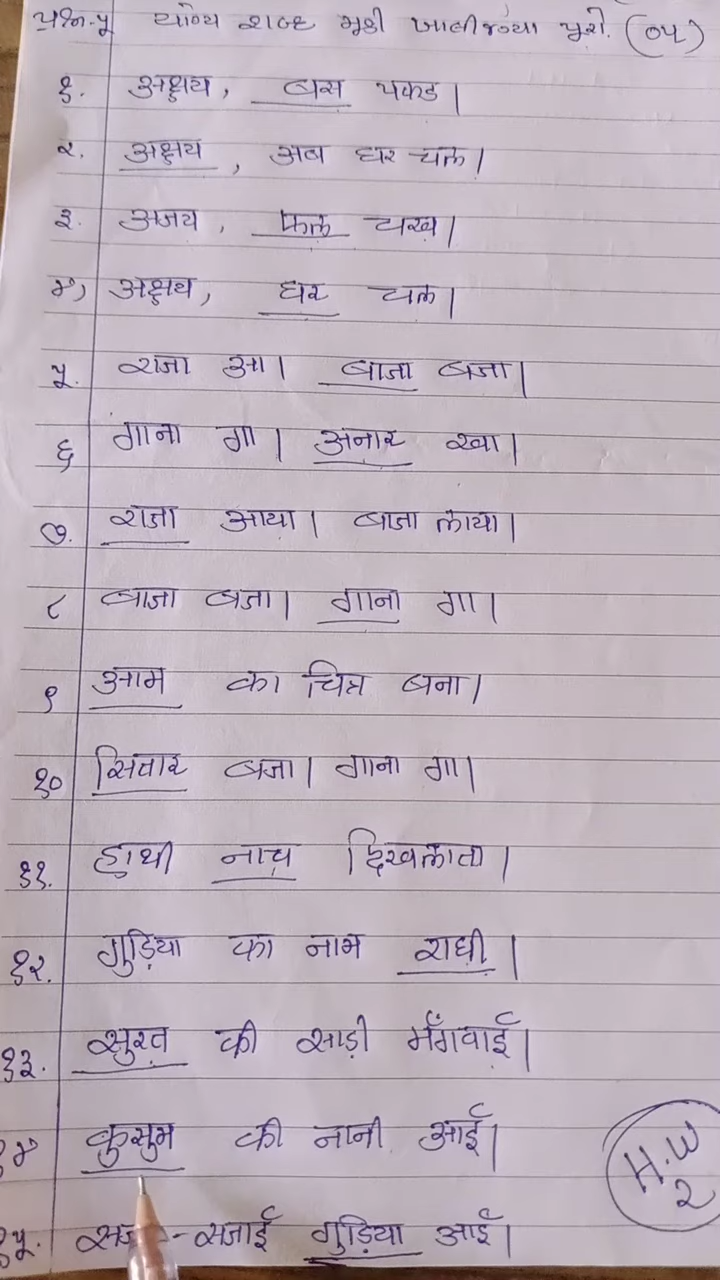 प्रश्न-५ योग्य शब्द मूकी खालीजग्या पूरो. (०५)
१. अक्षय, बस पकड।
२. अक्षय, अब घर चल।
३. अजय, फल चख।
४) अक्षय, घर चल।
५. राजा आ। बाजा बजा।
६ गाना गा। अनार खा।
७. राजा आया। बाजा लाया।
८ बाजा बजा। गाना गा।
९ आम का चित्र बना।
१० सितार बजा। गाना गा।
११. हाथी नाच दिखलाता।
१२. गुड़िया का नाम राधी।
१३. सुरत की साड़ी मँगवाई।
१४ कुसुम की नानी आई।
१५. सजी-सजाई गुड़िया आई।
H.W
2